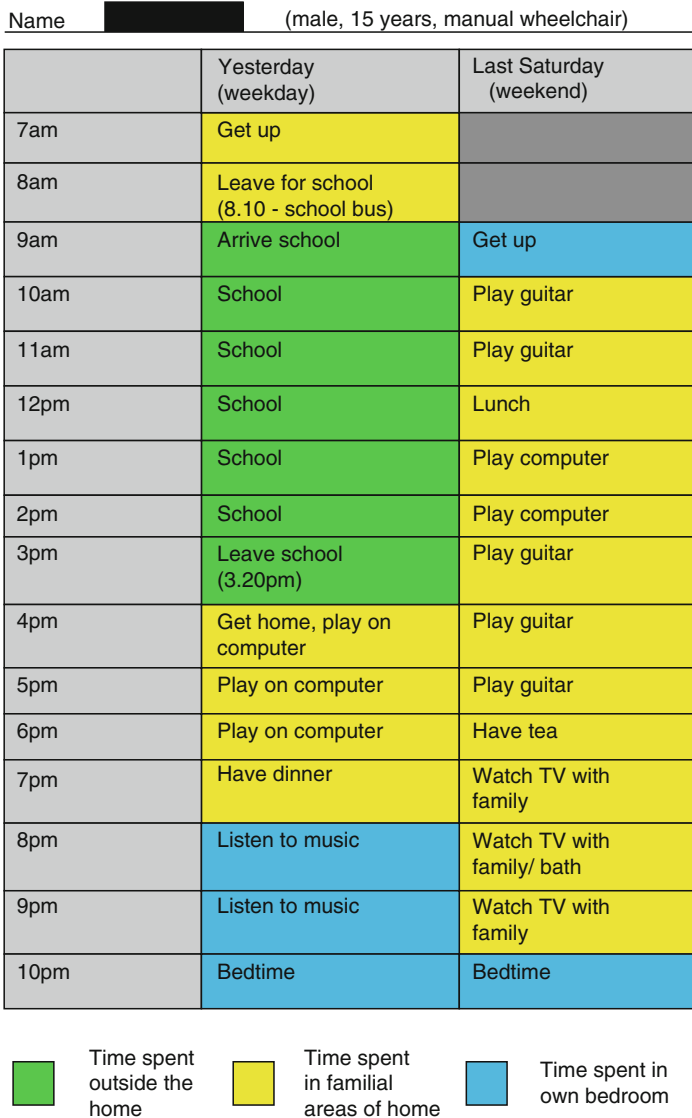 Name (male, 15 years, manual wheelchair)
Yesterday
(weekday)
Last Saturday
(weekend)
7am Get up
8am Leave for school
(8.10 - school bus)
9am Arrive school Get up
10am School Play guitar
11am School Play guitar
12pm School Lunch
1pm School Play computer
2pm School Play computer
3pm Leave school Play guitar
(3.20pm)
4pm Get home, play on Play guitar
computer
5pm Play on computer Play guitar
6pm Play on computer Have tea
7pm Have dinner Watch TV with
family
8pm Listen to music Watch TV with
family/ bath
9pm Listen to music Watch TV with
family
10pm Bedtime Bedtime
Time spent
outside the
home
Time spent
in familial
areas of home
Time spent in
own bedroom